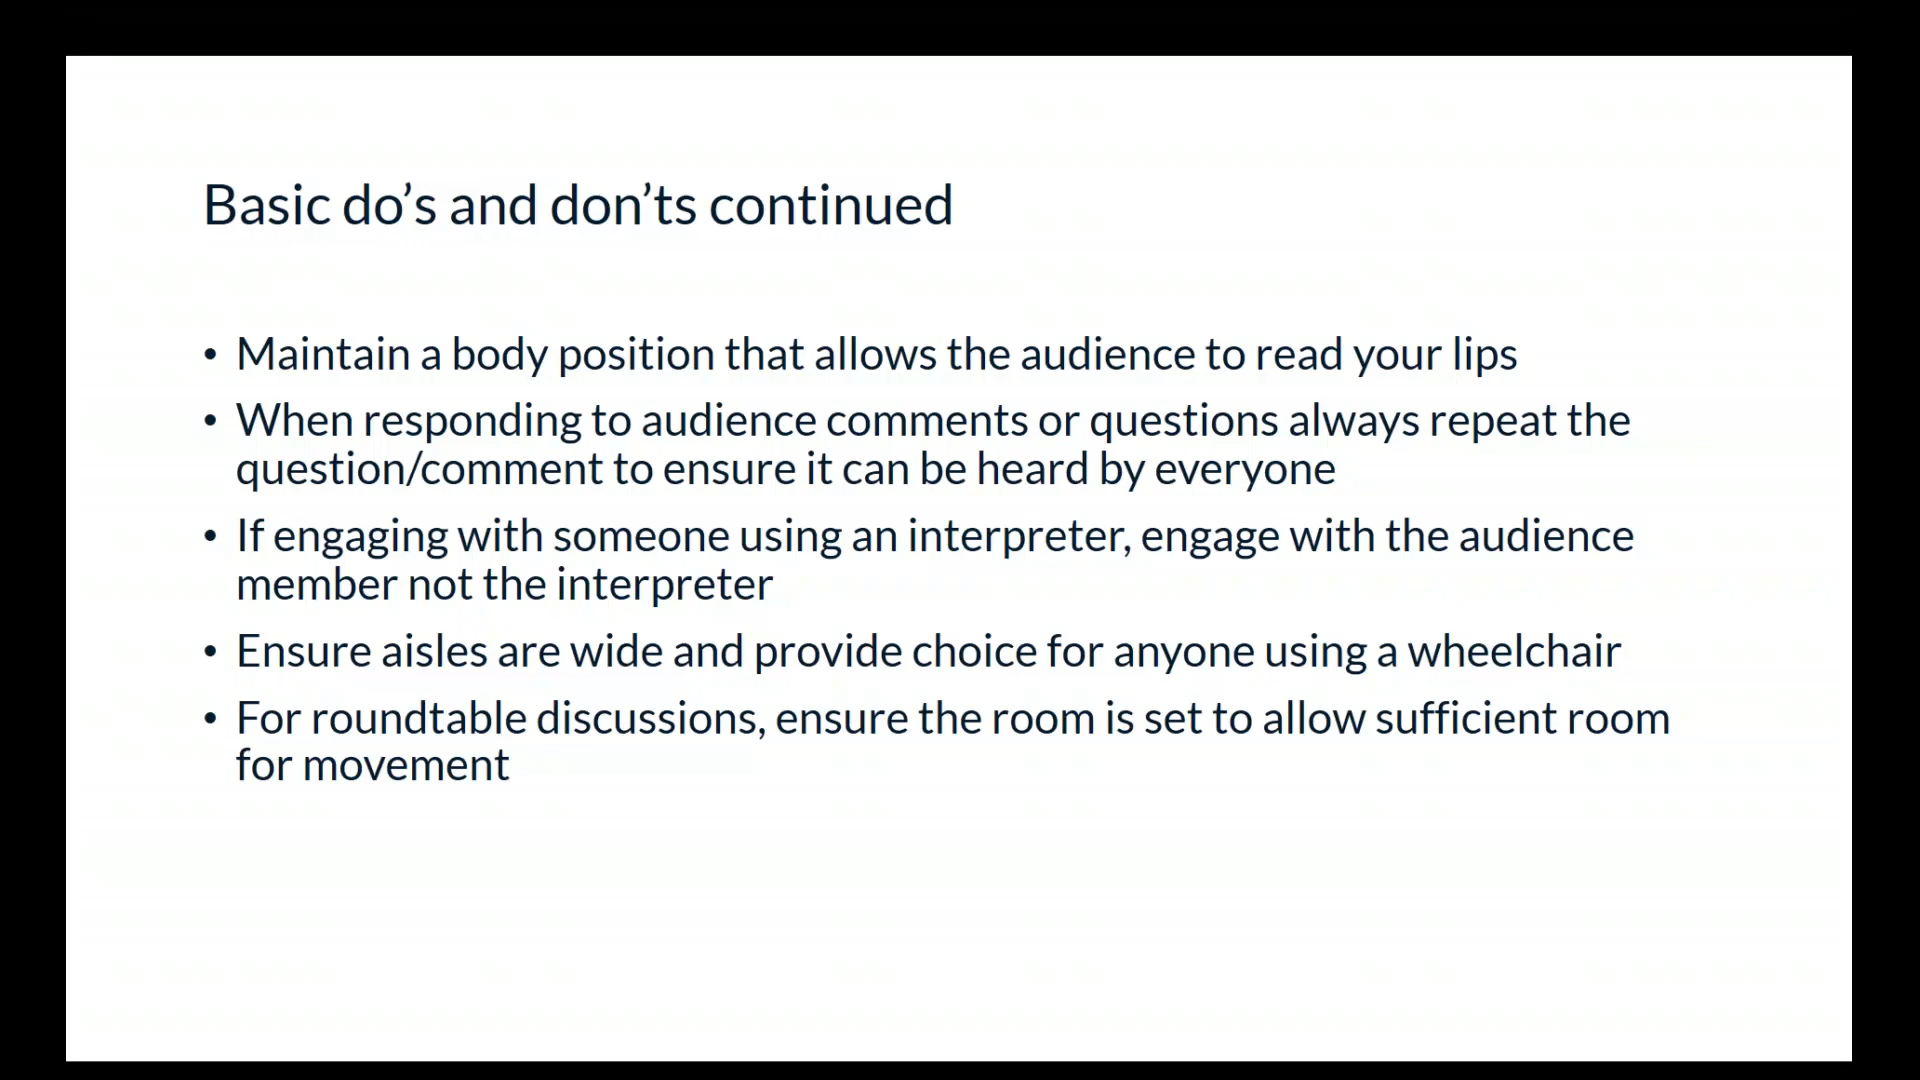 Basic do’s and don’ts continued
• Maintain a body position that allows the audience to read your lips
• When responding to audience comments or questions always repeat the
question/comment to ensure it can be heard by everyone
• If engaging with someone using an interpreter, engage with the audience
member not the interpreter
• Ensure aisles are wide and provide choice for anyone using a wheelchair
• For roundtable discussions, ensure the room is set to allow sufficient room
for movement